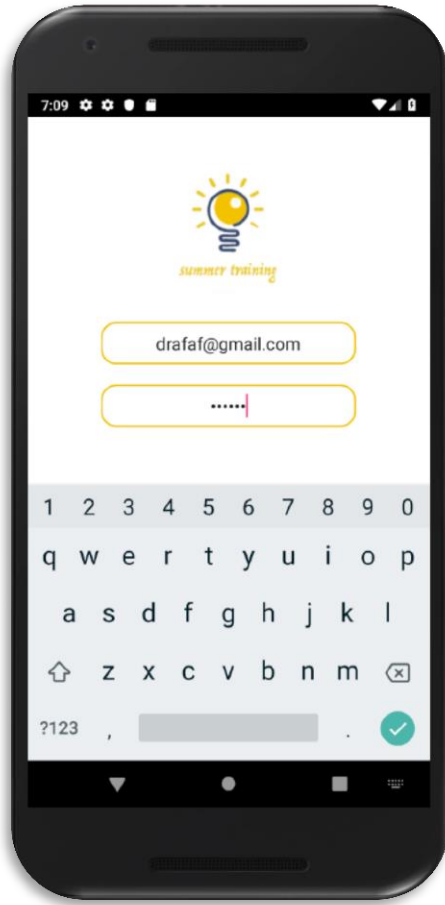 7:09
summer training
drafaf@gmail.com
••••••
1 2 3 4 5 6 7 8 9 0
q w e r t y u i o p
a s d f g h j k l
z x c v b n m
?123 , .